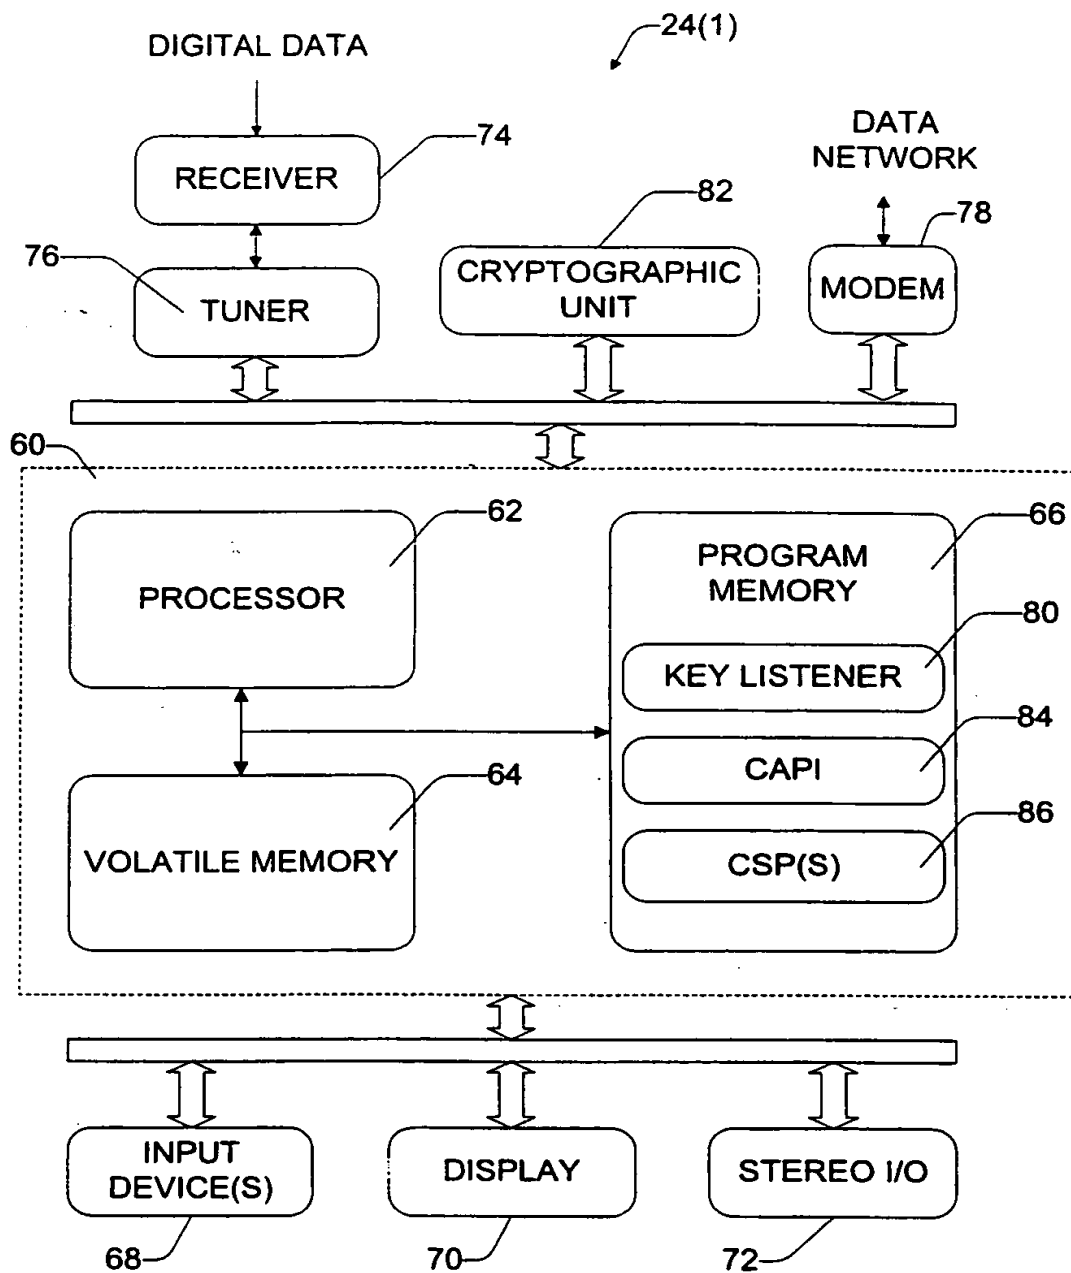 24(1)
DIGITAL DATA
74
RECEIVER
DATA
NETWORK
82
78
76
TUNER
CRYPTOGRAPHIC
UNIT
MODEM
60
62
66
PROCESSOR
PROGRAM
MEMORY
80
KEY LISTENER
84
CAPI
64
86
VOLATILE MEMORY
CSP(S)
INPUT
DEVICE(S)
DISPLAY
STEREO I/O
68
70
72